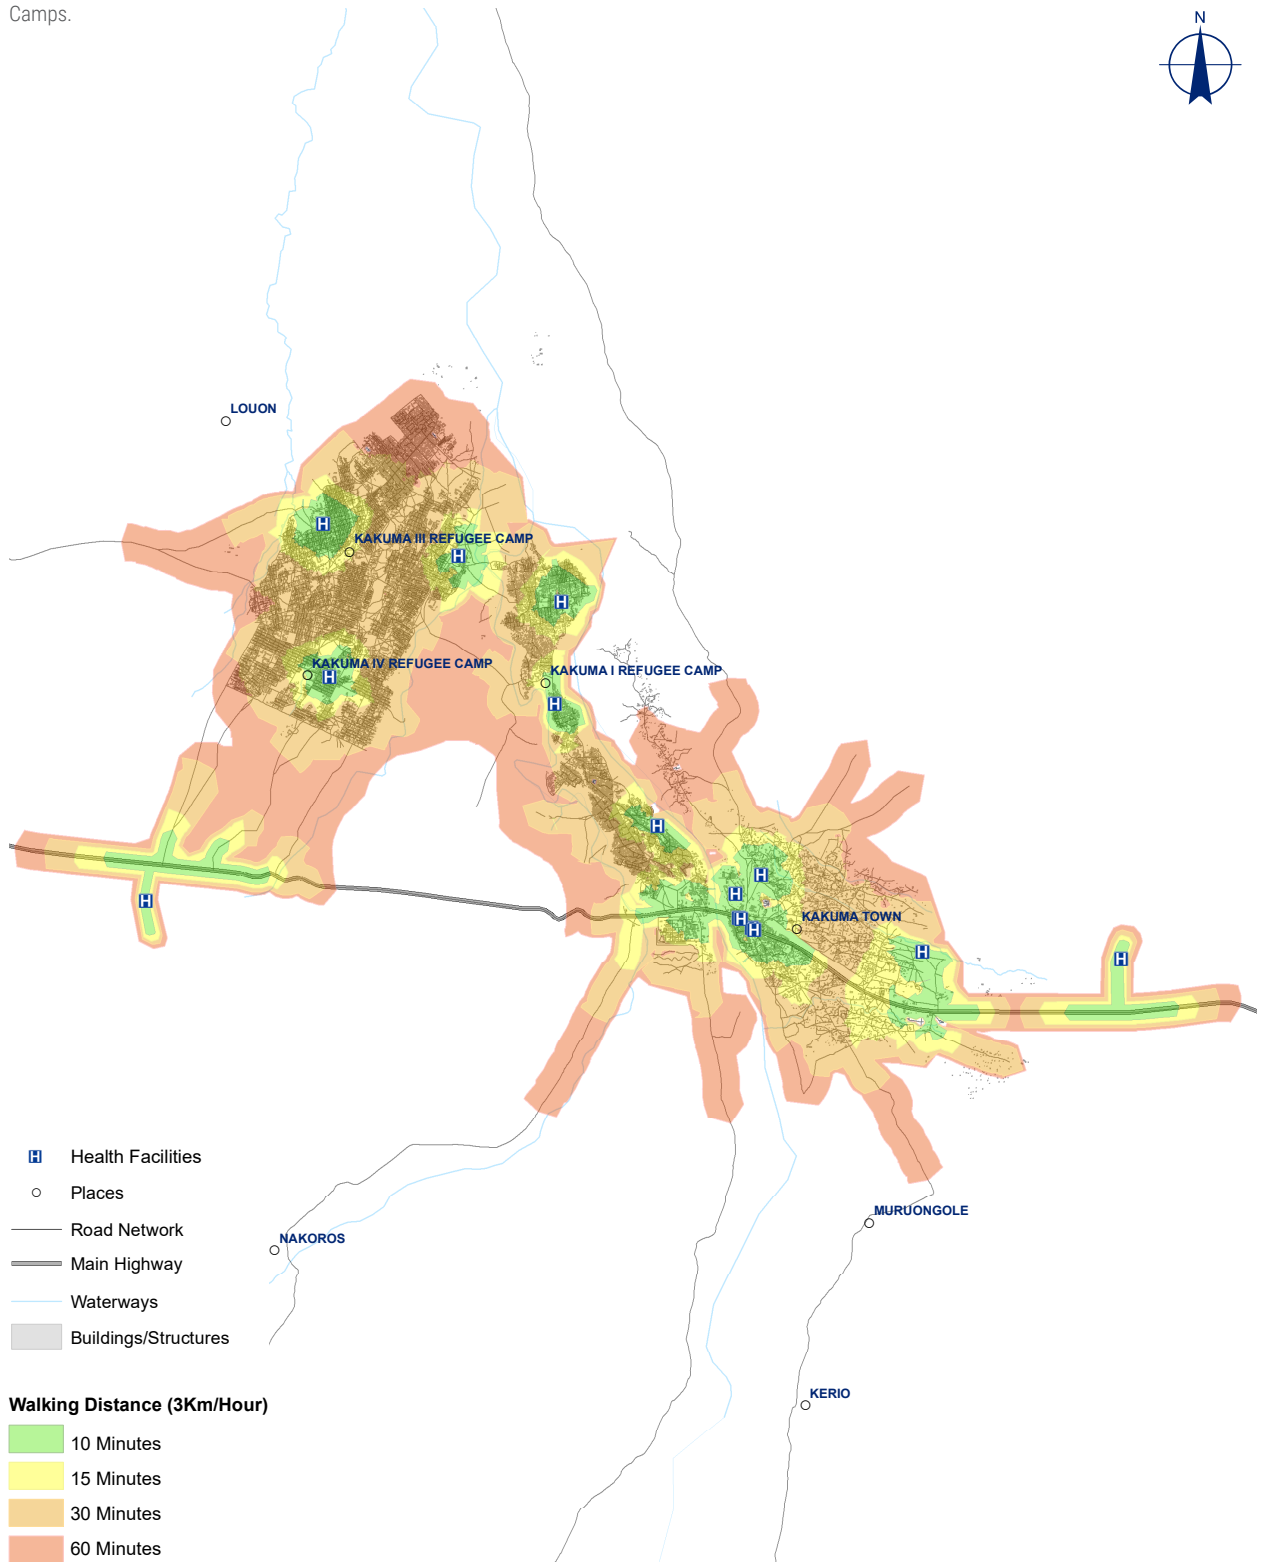 Camps.
N
LOUON
KAKUMA III REFUGEE CAMP
KAKUMA IV REFUGEE CAMP
KAKUMA I REFUGEE CAMP
KAKUMA TOWN
MURUONGOLE
NAKOROS
KERIO
H Health Facilities
Places
Road Network
Main Highway
Waterways
Buildings/Structures
Walking Distance (3Km/Hour)
10 Minutes
15 Minutes
30 Minutes
60 Minutes